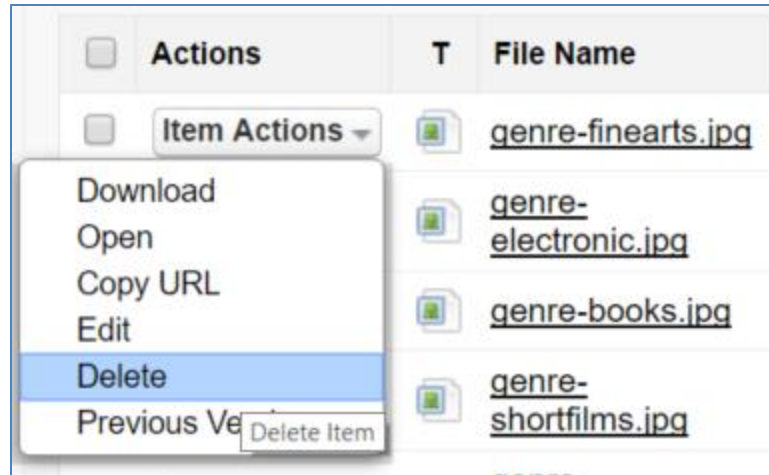 Actions T File Name
Item Actions genre-finearts.jpg
Download
Open
Copy URL
Edit
Delete
Previous
Delete Item
genre-
electronic.jpg
genre-books.jpg
genre-
shortfilms.jpg